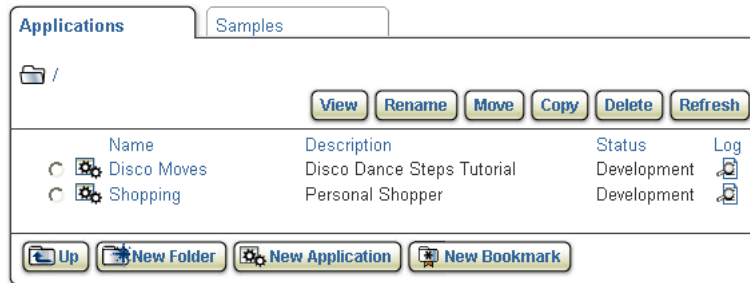 Applications Samples
/
View Rename Move Copy Delete Refresh
Name Description Status Log
Disco Moves Disco Dance Steps Tutorial Development
Shopping Personal Shopper Development
Up New Folder New Application New Bookmark